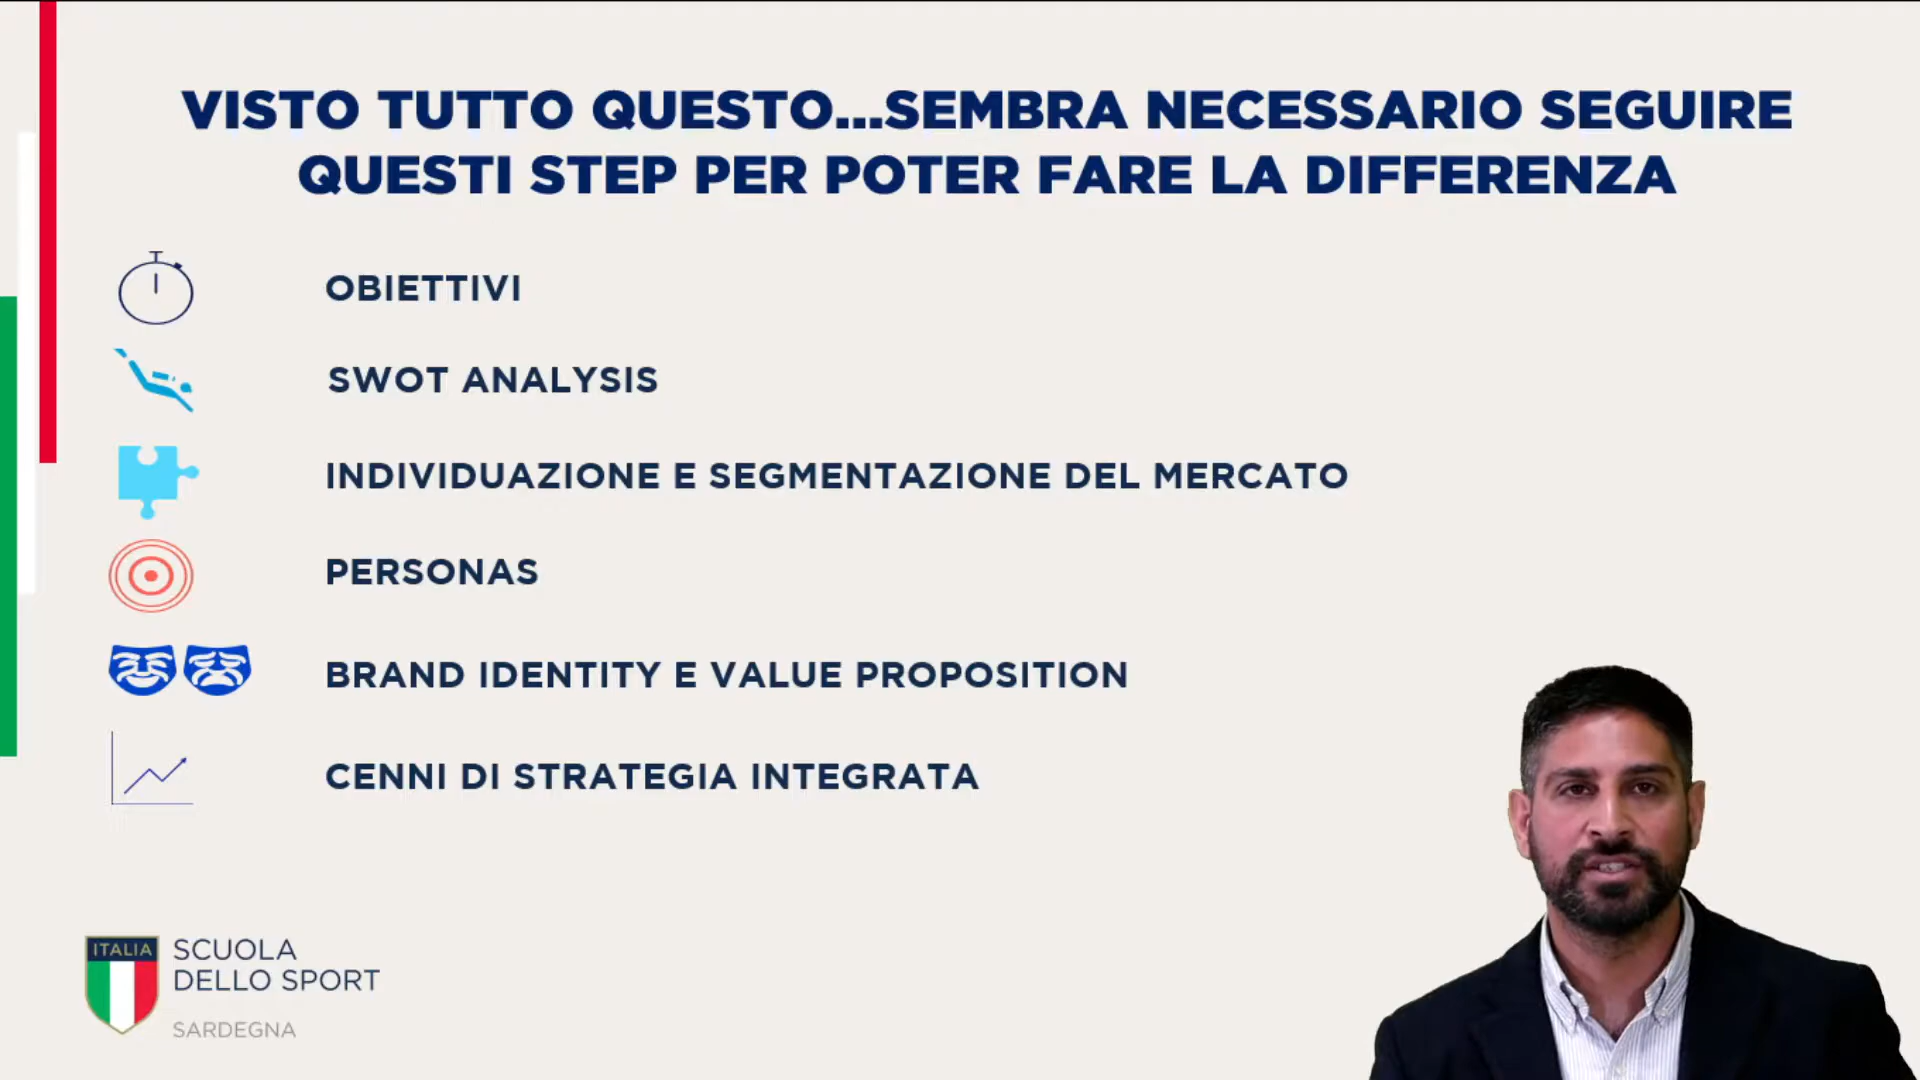 VISTO TUTTO QUESTO...SEMBRA NECESSARIO SEGUIRE
QUESTI STEP PER POTER FARE LA DIFFERENZA
OBIETTIVI
SWOT ANALYSIS
INDIVIDUAZIONE E SEGMENTAZIONE DEL MERCATO
PERSONAS
BRAND IDENTITY E VALUE PROPOSITION
CENNI DI STRATEGIA INTEGRATA
ITALIA
SCUOLA
DELLO SPORT
SARDEGNA